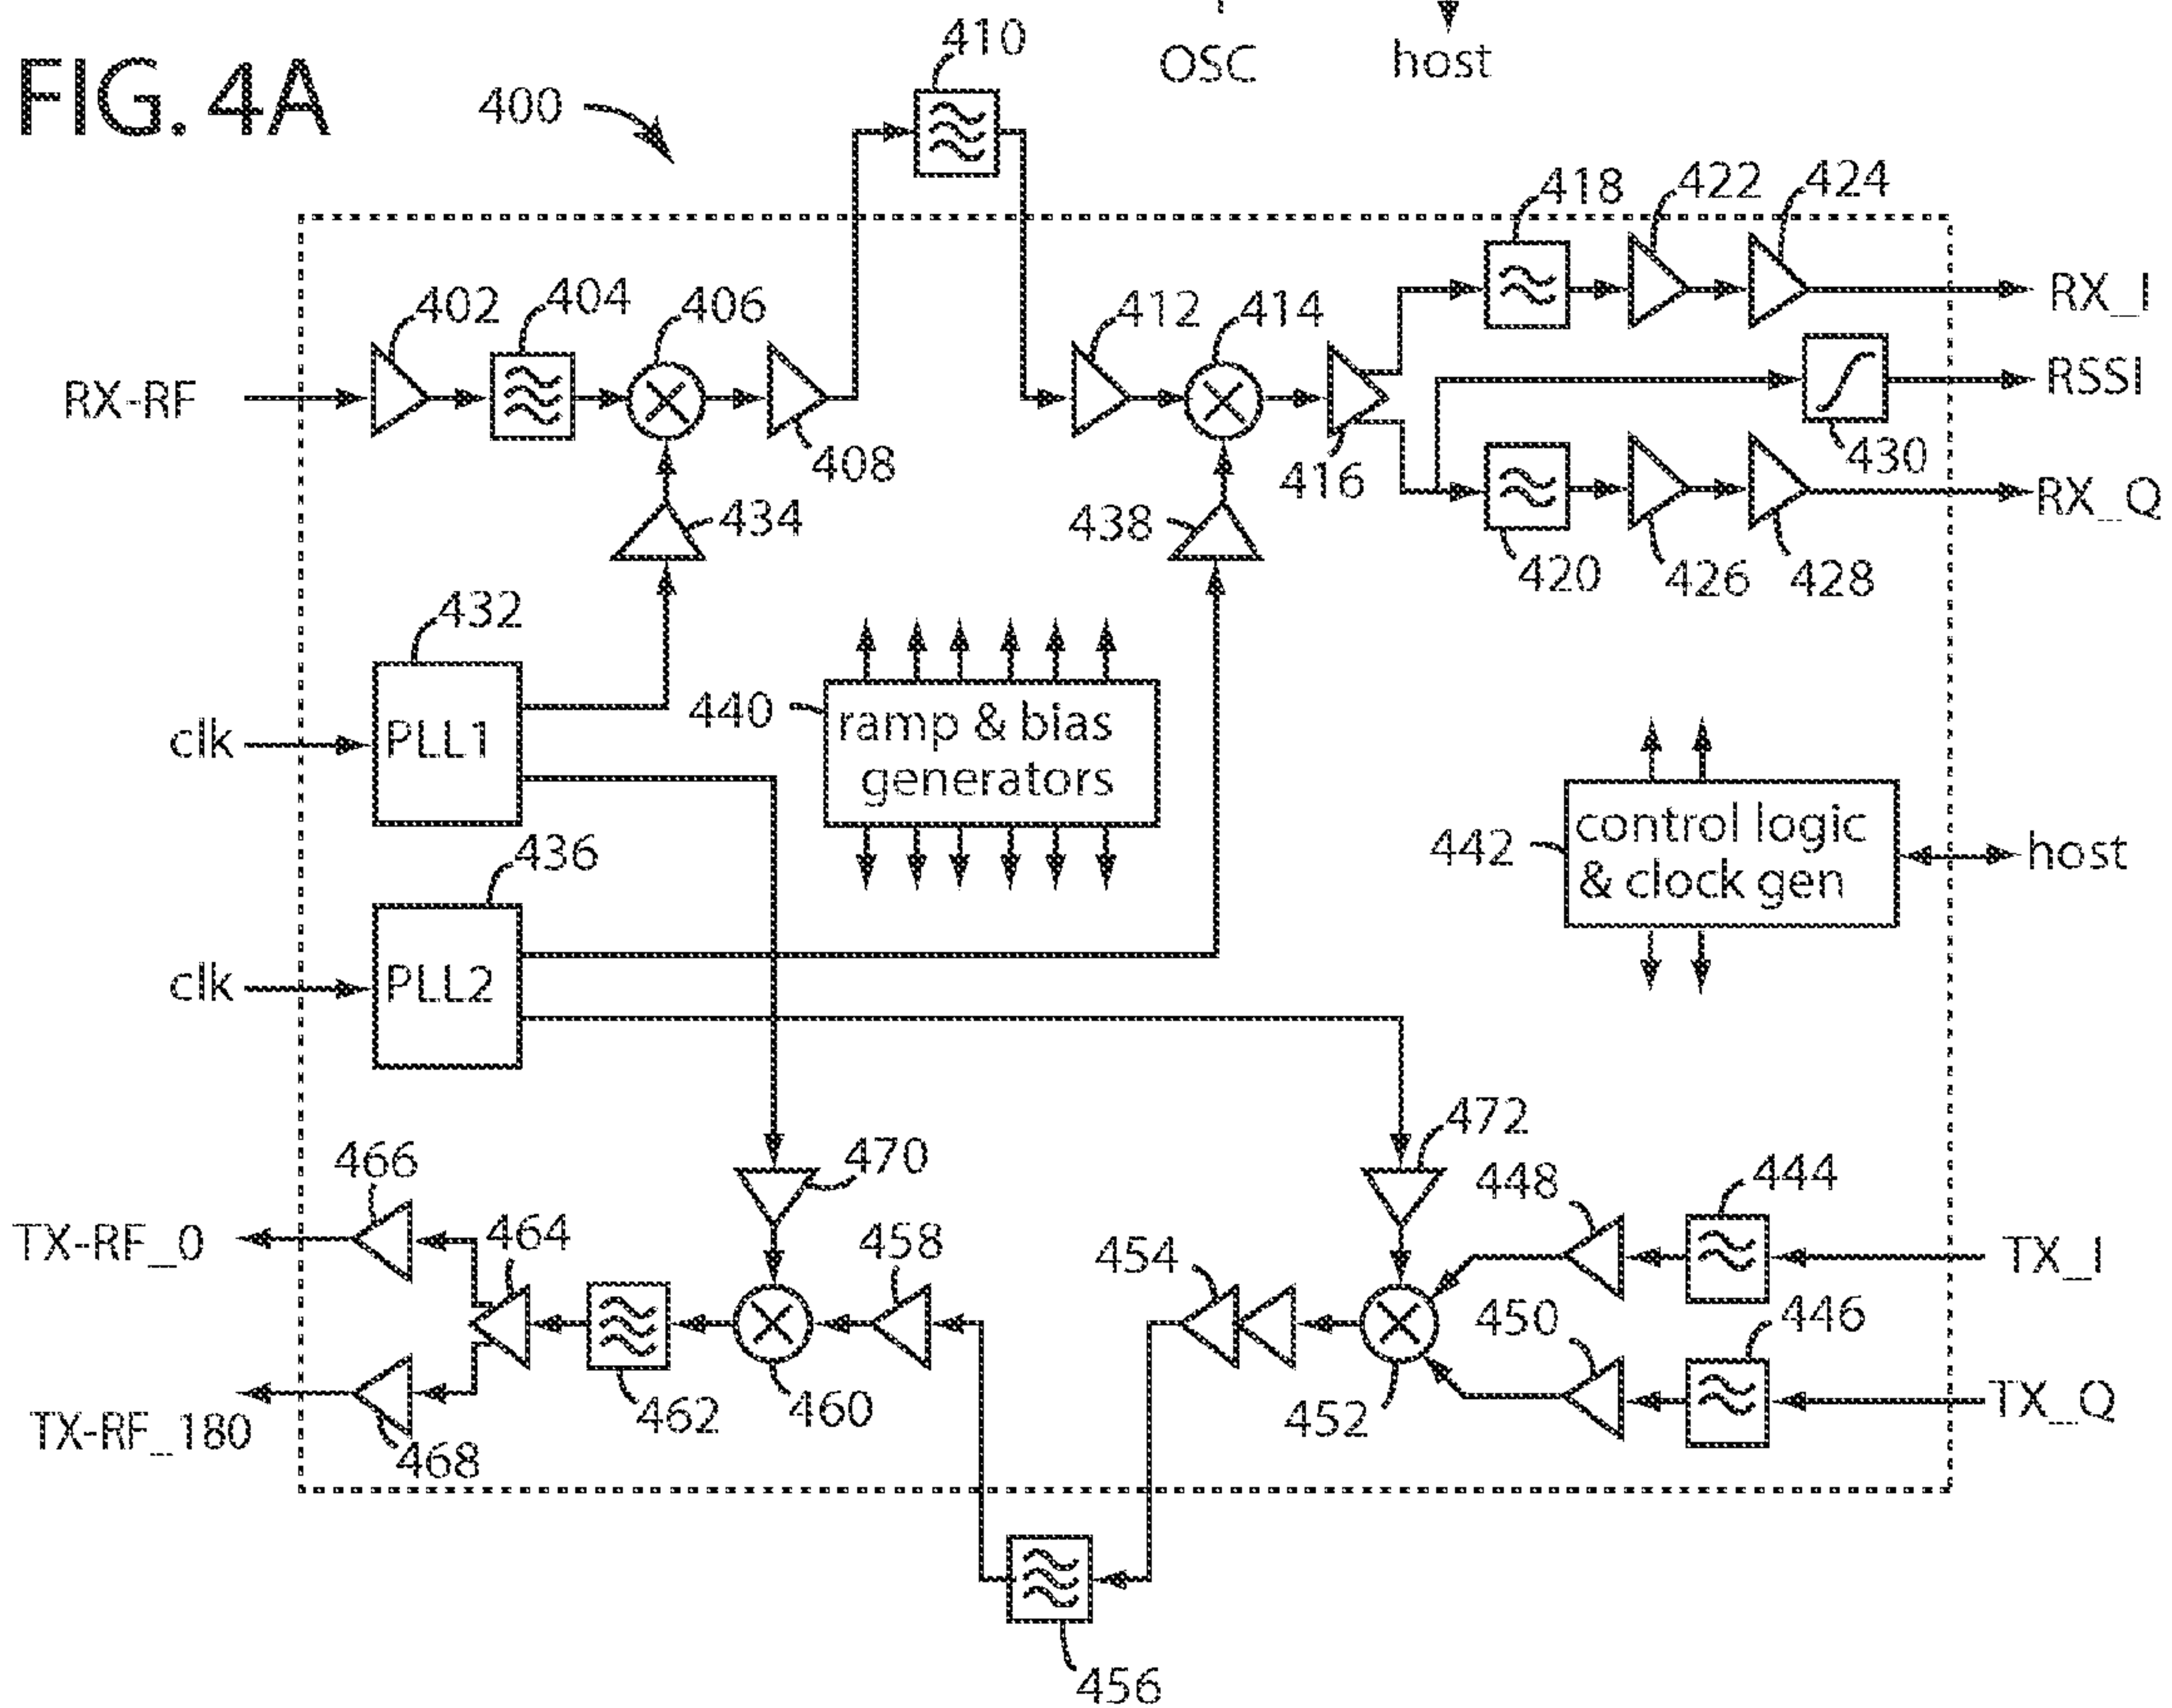 OSC
host
FIG. 4A
400
410
418
422
424
402
404
406
412
414
RX_I
RX-RF
RSSI
408
416
430
RX_Q
434
438
420
426
428
432
440
ramp & bias
generators
clk
PLL1
control logic
& clock gen
442
host
436
clk
PLL2
472
470
466
448
444
464
458
454
TX-RF_0
TX_I
450
446
TX-RF_180
462
460
452
TX_Q
468
456